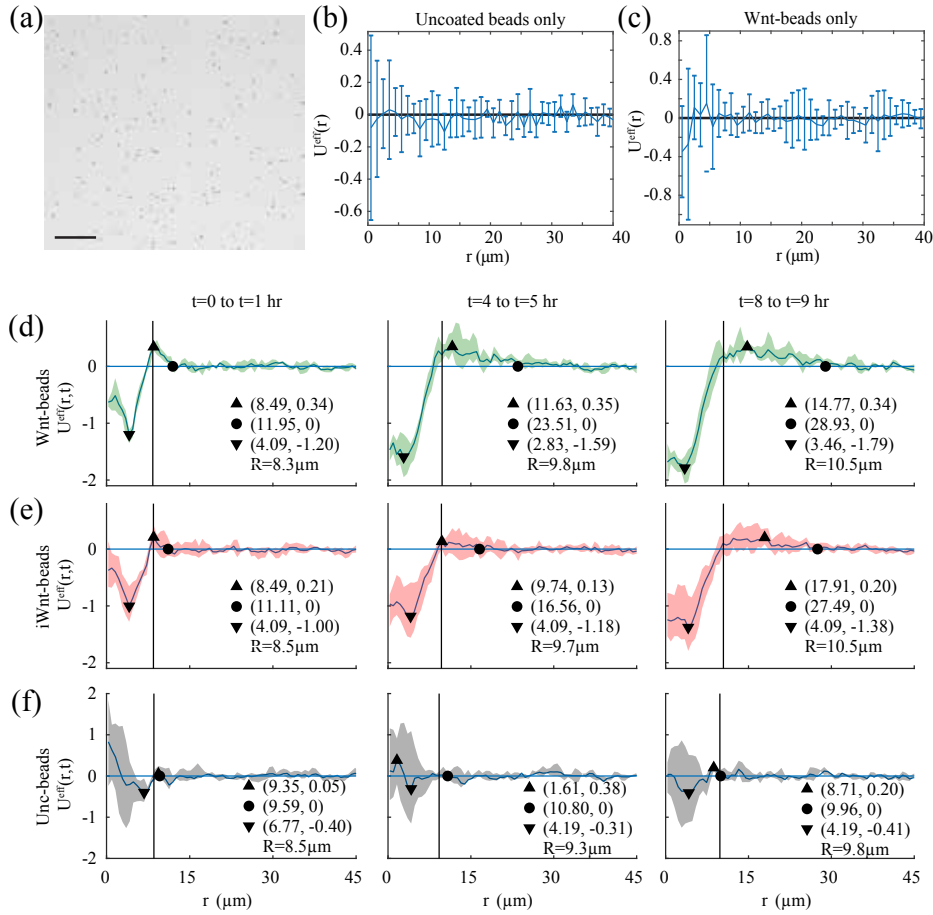 (a)
(b)
Uncoated beads only
0.4
0.2
0
-0.2
-0.4
-0.6
U^eff(r)
0 10 20 30 40
r (μm)
(c)
Wnt-beads only
0.8
0.4
0
-0.4
-0.8
U^eff(r)
0 10 20 30 40
r (μm)
t=0 to t=1 hr
t=4 to t=5 hr
t=8 to t=9 hr
(d)
Wnt-beads
U^eff(r,t)
0
-1
-2
▲ (8.49, 0.34)
● (11.95, 0)
▼ (4.09, -1.20)
R=8.3μm
▲ (11.63, 0.35)
● (23.51, 0)
▼ (2.83, -1.59)
R=9.8μm
▲ (14.77, 0.34)
● (28.93, 0)
▼ (3.46, -1.79)
R=10.5μm
(e)
iWnt-beads
U^eff(r,t)
0
-1
-2
▲ (8.49, 0.21)
● (11.11, 0)
▼ (4.09, -1.00)
R=8.5μm
▲ (9.74, 0.13)
● (16.56, 0)
▼ (4.09, -1.18)
R=9.7μm
▲ (17.91, 0.20)
● (27.49, 0)
▼ (4.09, -1.38)
R=10.5μm
(f)
Unc-beads
U^eff(r,t)
2
1
0
-1
-2
▲ (9.35, 0.05)
● (9.59, 0)
▼ (6.77, -0.40)
R=8.5μm
▲ (1.61, 0.38)
● (10.80, 0)
▼ (4.19, -0.31)
R=9.3μm
▲ (8.71, 0.20)
● (9.96, 0)
▼ (4.19, -0.41)
R=9.8μm
0 15 30 45
r (μm)
0 15 30 45
r (μm)
0 15 30 45
r (μm)